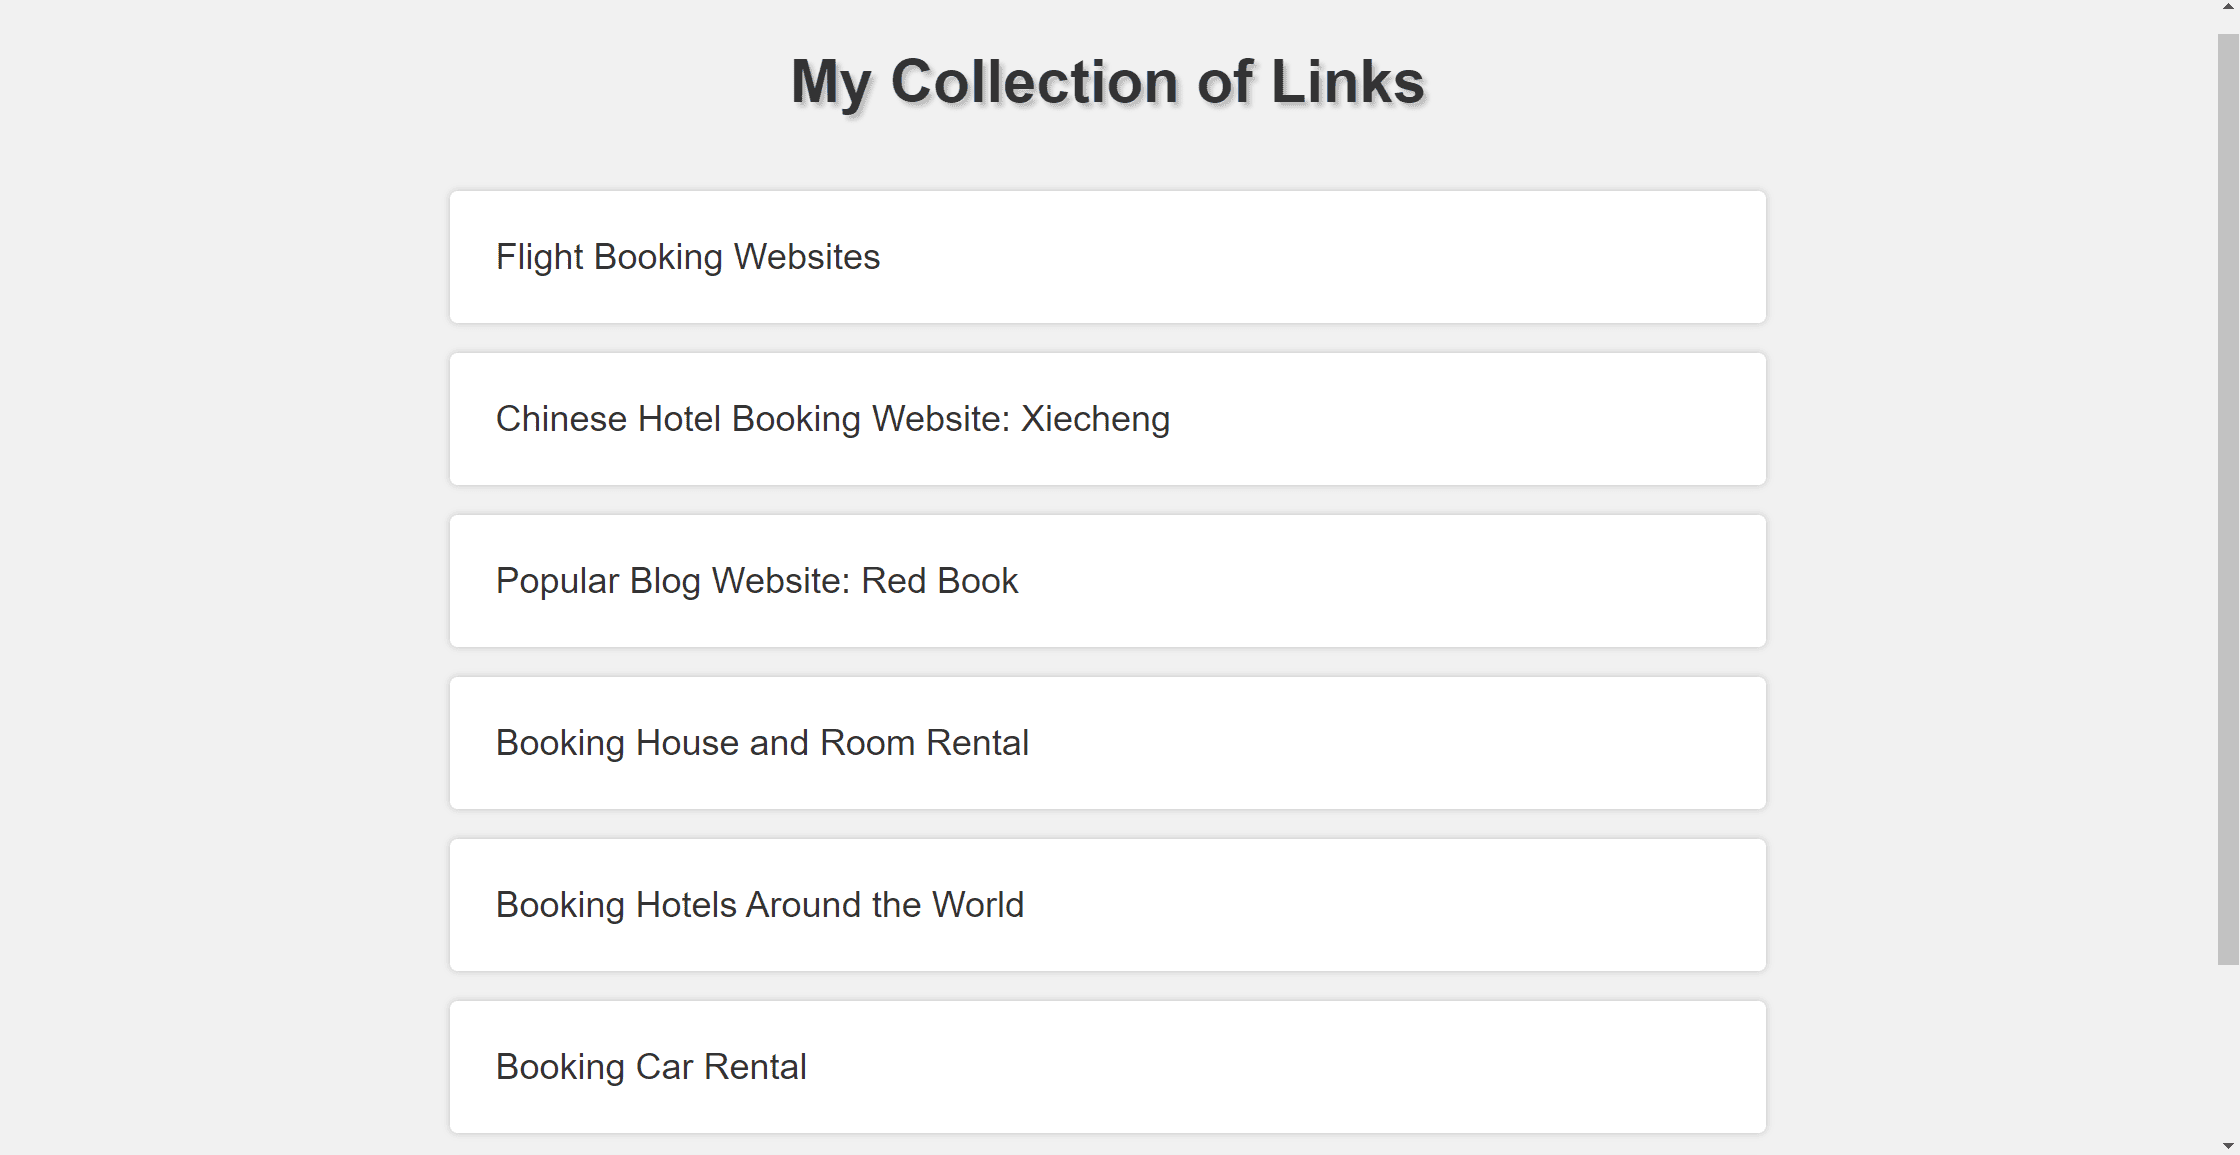 My Collection of Links
Flight Booking Websites
Chinese Hotel Booking Website: Xiecheng
Popular Blog Website: Red Book
Booking House and Room Rental
Booking Hotels Around the World
Booking Car Rental